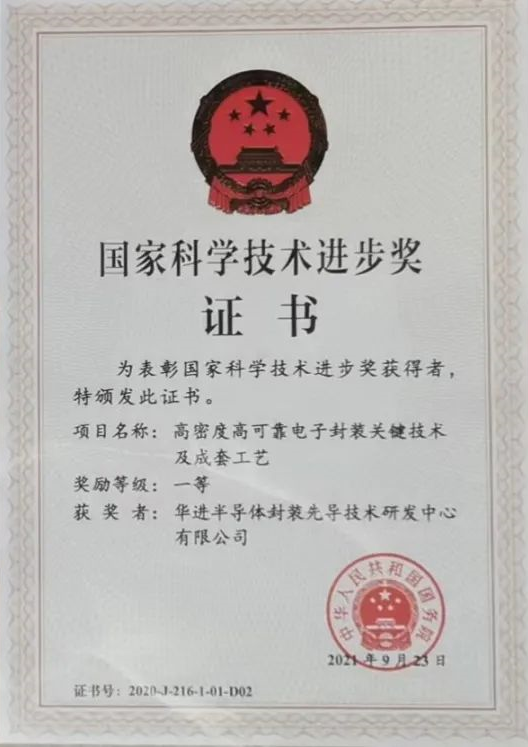 国家科学技术进步奖
证书
为表彰国家科学技术进步奖获得者，
特颁发此证书。
项目名称：高密度高可靠电子封装关键技术
及成套工艺
奖励等级：一等
获奖者：华进半导体封装先导技术研发中心
有限公司
中华人民共和国国务院
2021年9月23日
证书号：2020-J-216-1-01-D02